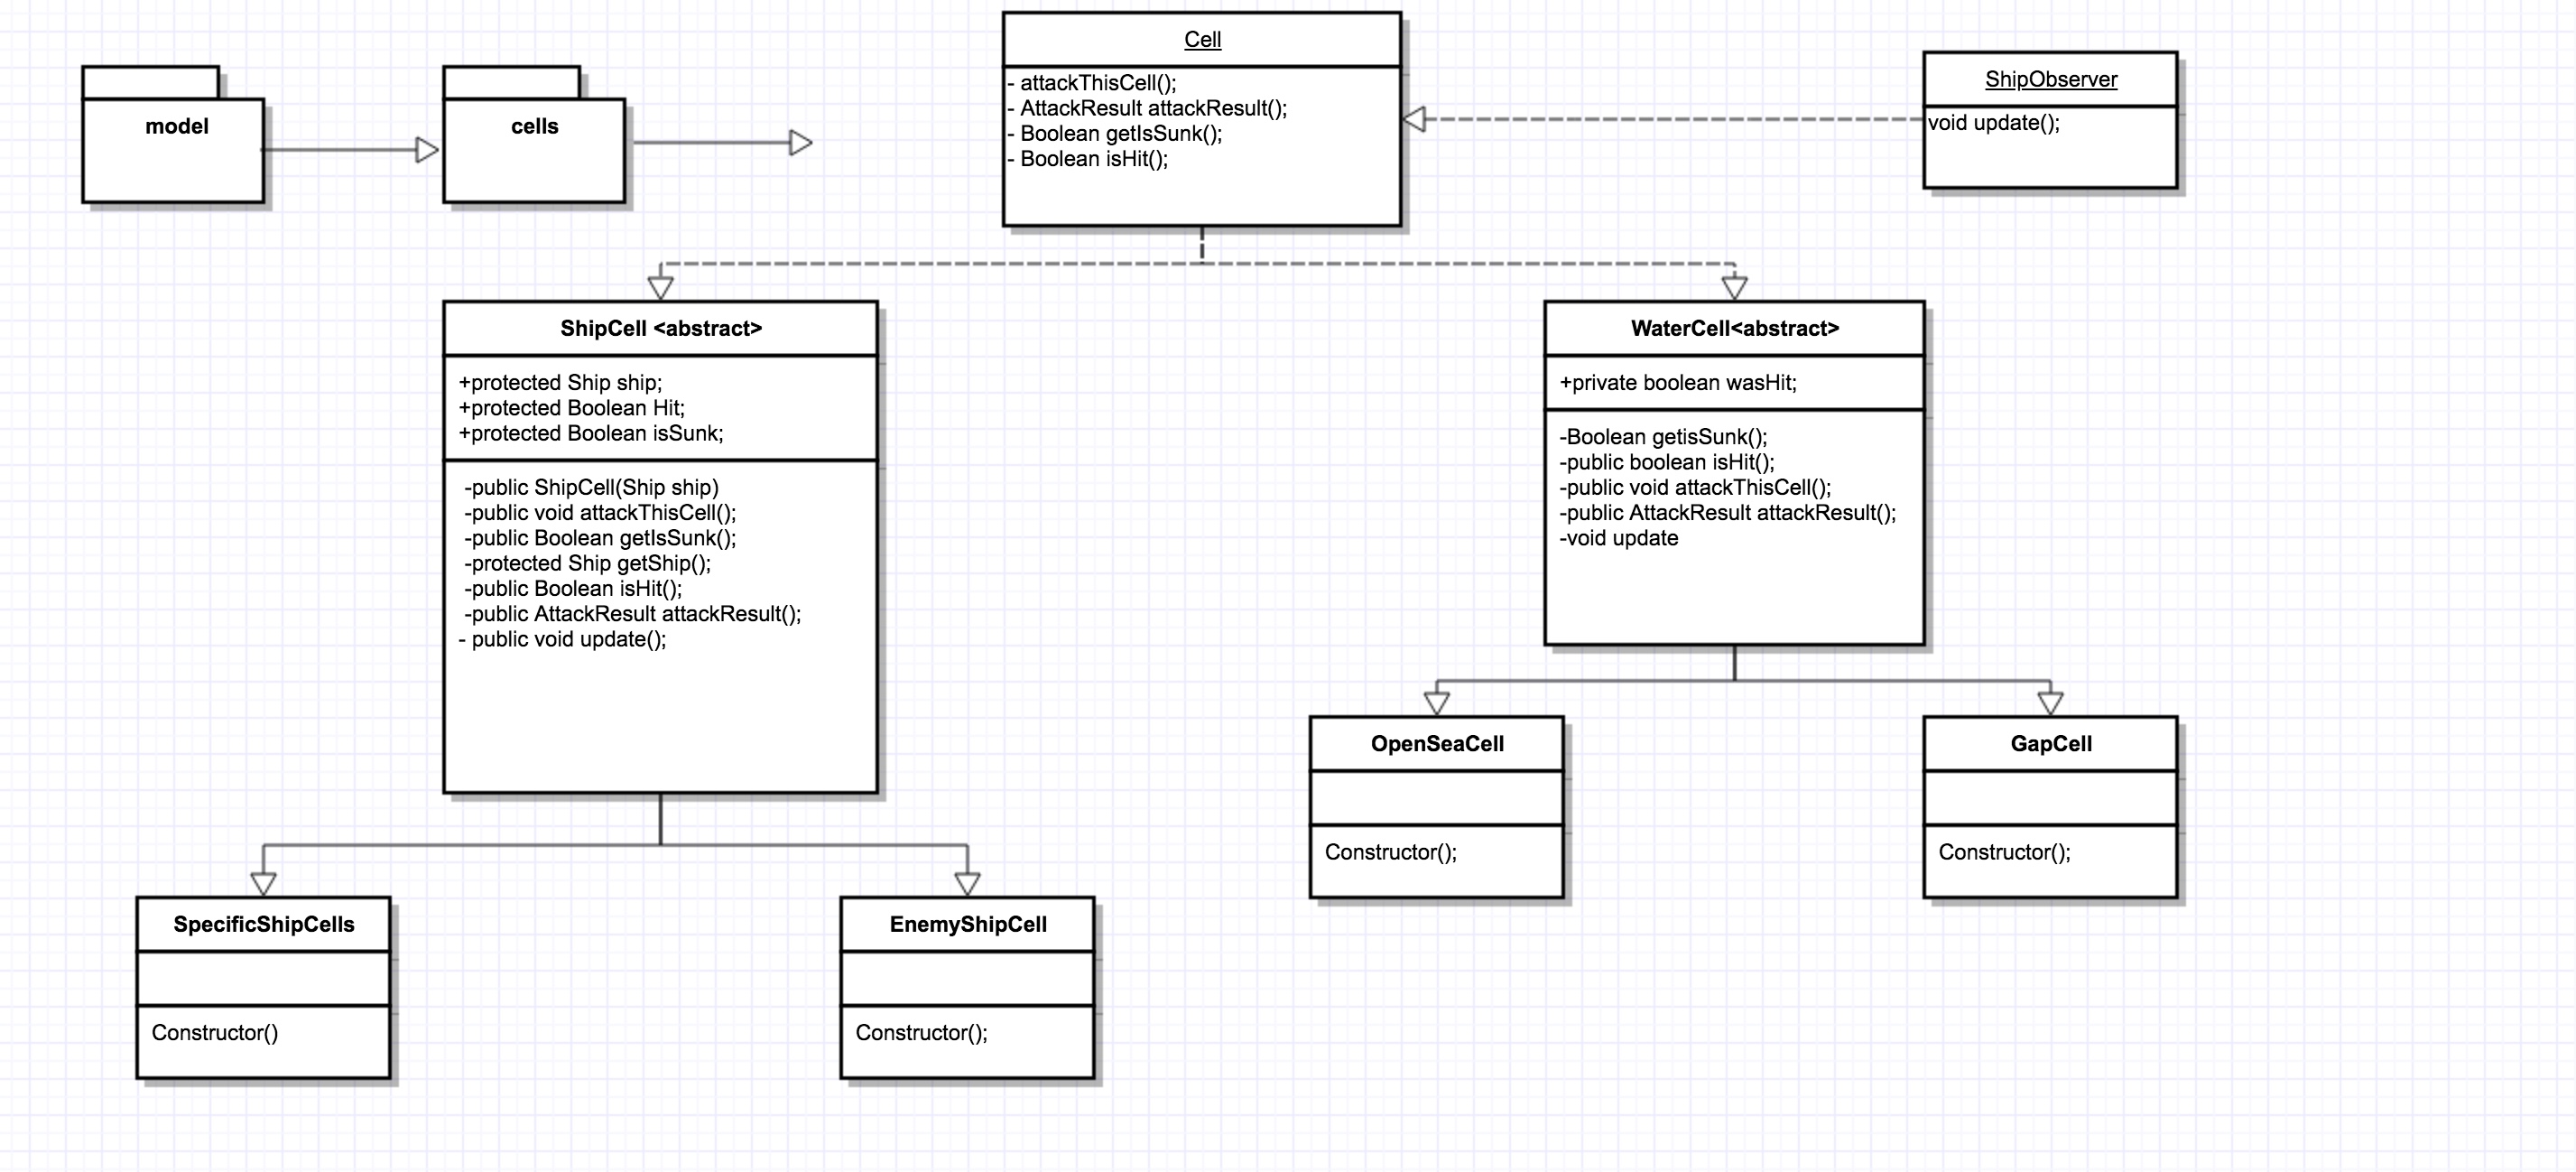 model
cells
Cell
- attackThisCell();
- AttackResult attackResult();
- Boolean getIsSunk();
- Boolean isHit();
ShipObserver
void update();
ShipCell <abstract>
+protected Ship ship;
+protected Boolean Hit;
+protected Boolean isSunk;
-public ShipCell(Ship ship)
-public void attackThisCell();
-public Boolean getIsSunk();
-protected Ship getShip();
-public Boolean isHit();
-public AttackResult attackResult();
- public void update();
WaterCell<abstract>
+private boolean wasHit;
-Boolean getisSunk();
-public boolean isHit();
-public void attackThisCell();
-public AttackResult attackResult();
-void update
OpenSeaCell
Constructor();
GapCell
Constructor();
SpecificShipCells
Constructor()
EnemyShipCell
Constructor();